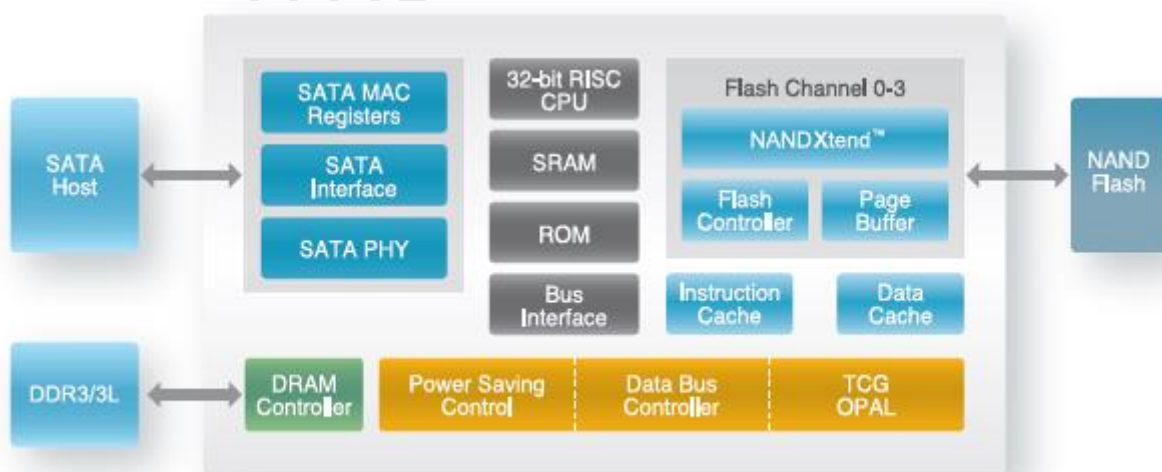 SATA
Host
DDR3/3L
SATA MAC
Registers
SATA
Interface
SATA PHY
32-bit RISC
CPU
SRAM
ROM
Bus
Interface
Flash Channel 0-3
NANDXtend™
Flash
Controller
Page
Buffer
Instruction
Cache
Data
Cache
DRAM
Controller
Power Saving
Control
Data Bus
Controller
TCG
OPAL
NAND
Flash